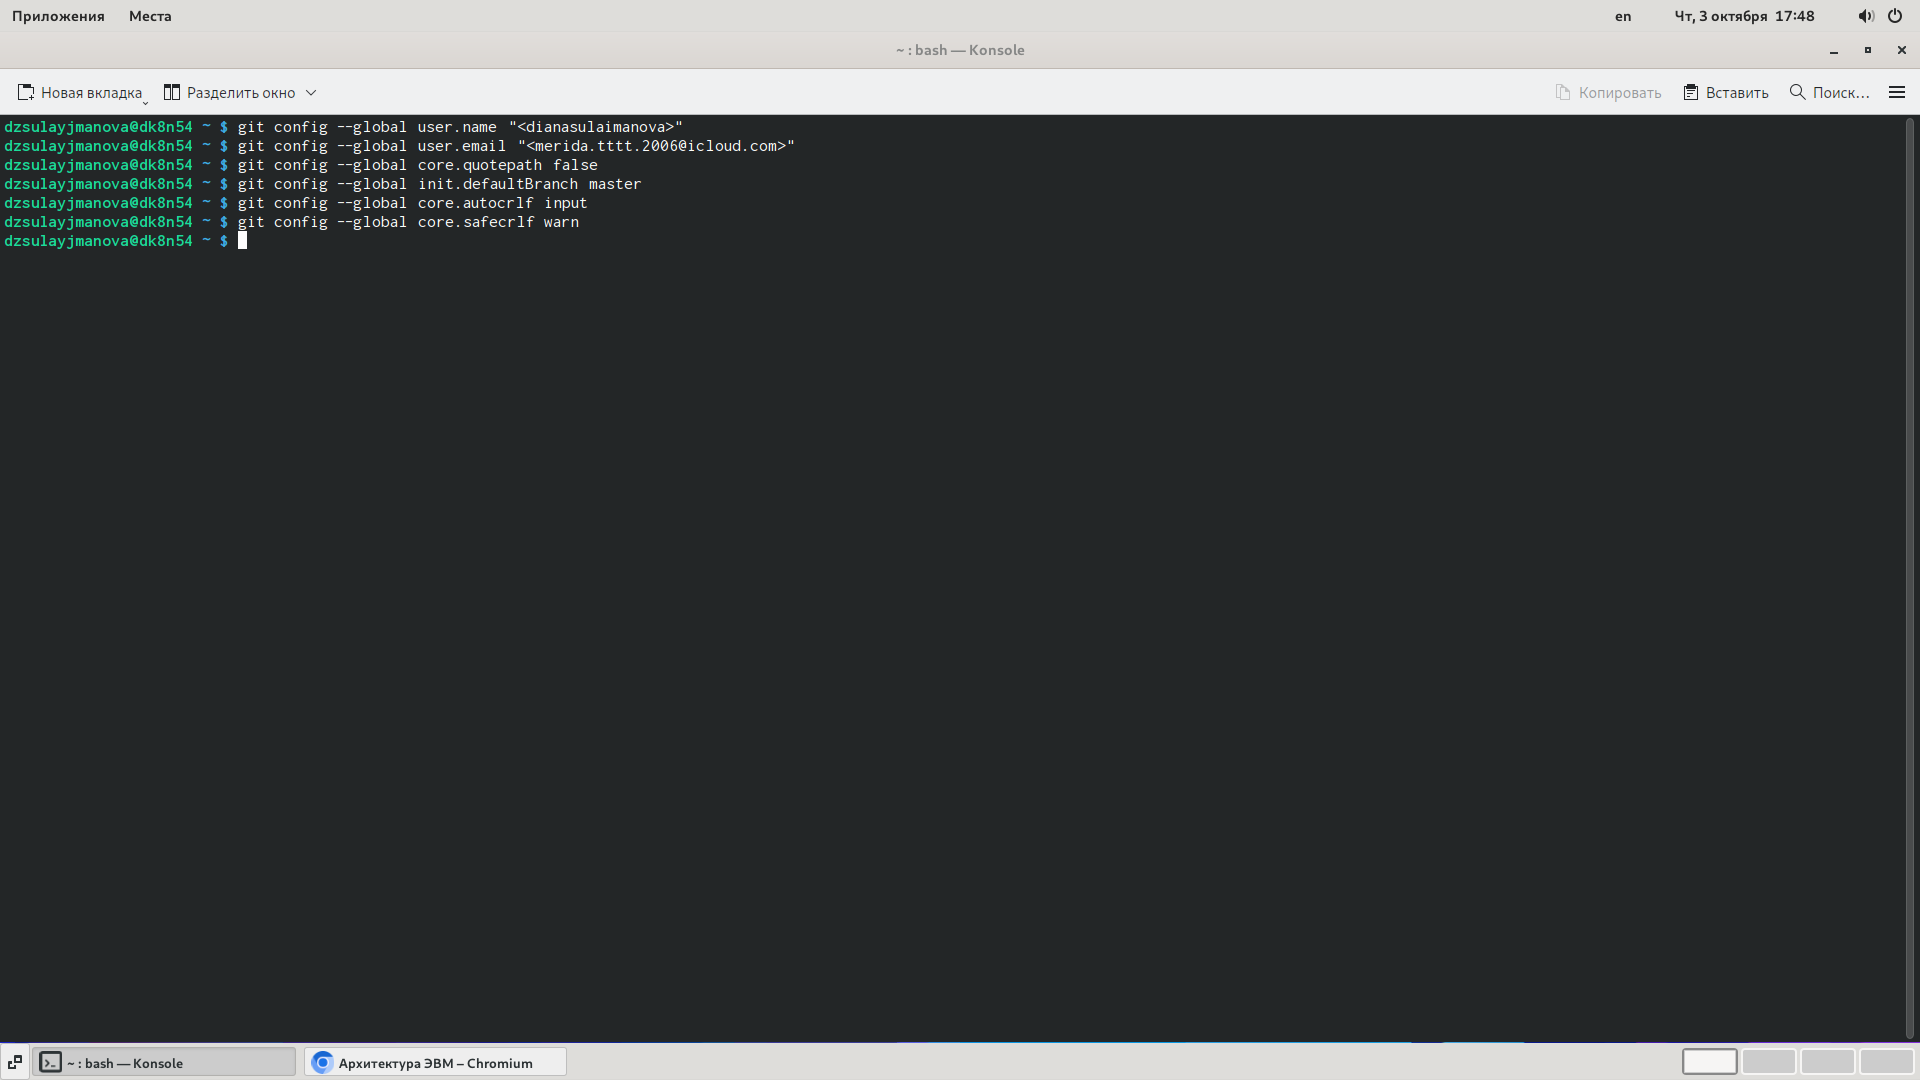 Приложения Места en Чт, 3 октября 17:48
~ : bash — Konsole
Новая вкладка Разделить окно Копировать Вставить Поиск...
dzsulayjmanova@dk8n54 ~ $ git config --global user.name "<dianasulaimanova>"
dzsulayjmanova@dk8n54 ~ $ git config --global user.email "<merida.tttt.2006@icloud.com>"
dzsulayjmanova@dk8n54 ~ $ git config --global core.quotepath false
dzsulayjmanova@dk8n54 ~ $ git config --global init.defaultBranch master
dzsulayjmanova@dk8n54 ~ $ git config --global core.autocrlf input
dzsulayjmanova@dk8n54 ~ $ git config --global core.safecrlf warn
dzsulayjmanova@dk8n54 ~ $
~ : bash — Konsole Архитектура ЭВМ – Chromium